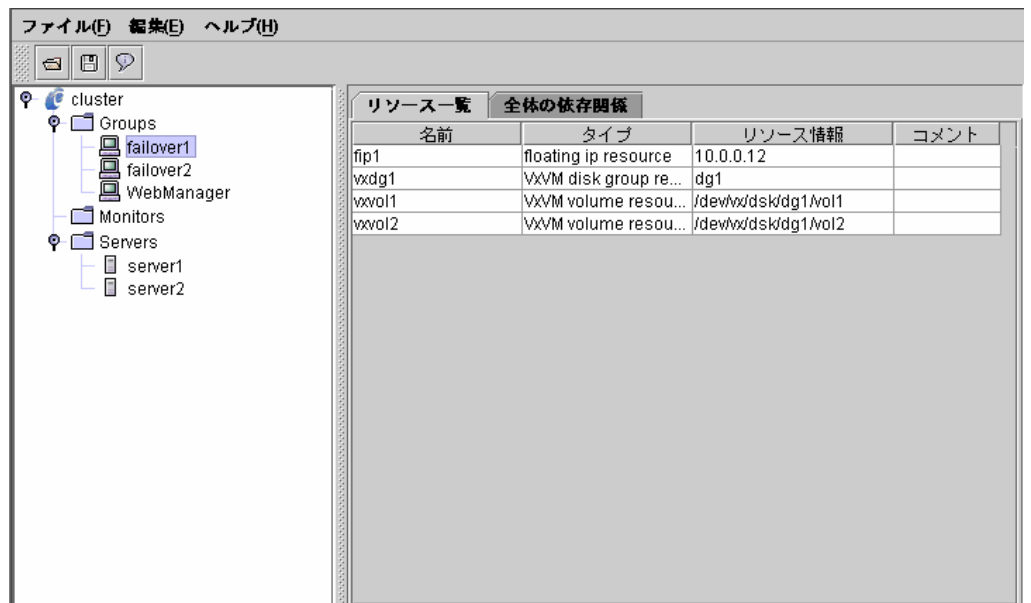 ファイル(F) 編集(E) ヘルプ(H)
cluster
Groups
failover1
failover2
WebManager
Monitors
Servers
server1
server2
リソース一覧 全体の依存関係
名前 タイプ リソース情報 コメント
fip1 floating ip resource 10.0.0.12
vxdg1 VXVM disk group re... dg1
vxvol1 VXVM volume resou... /dev/vx/dsk/dg1/vol1
vxvol2 VXVM volume resou... /dev/vx/dsk/dg1/vol2